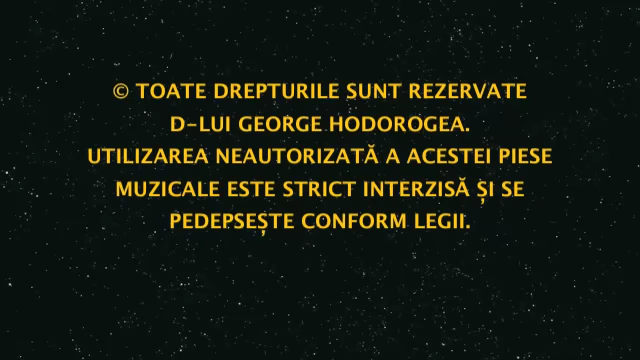 © TOATE DREPTURILE SUNT REZERVATE
D-LUI GEORGE HODOROGEA.
UTILIZAREA NEAUTORIZATĂ A ACESTEI PIESE
MUZICALE ESTE STRICT INTERZISĂ ȘI SE
PEDEPSEȘTE CONFORM LEGII.